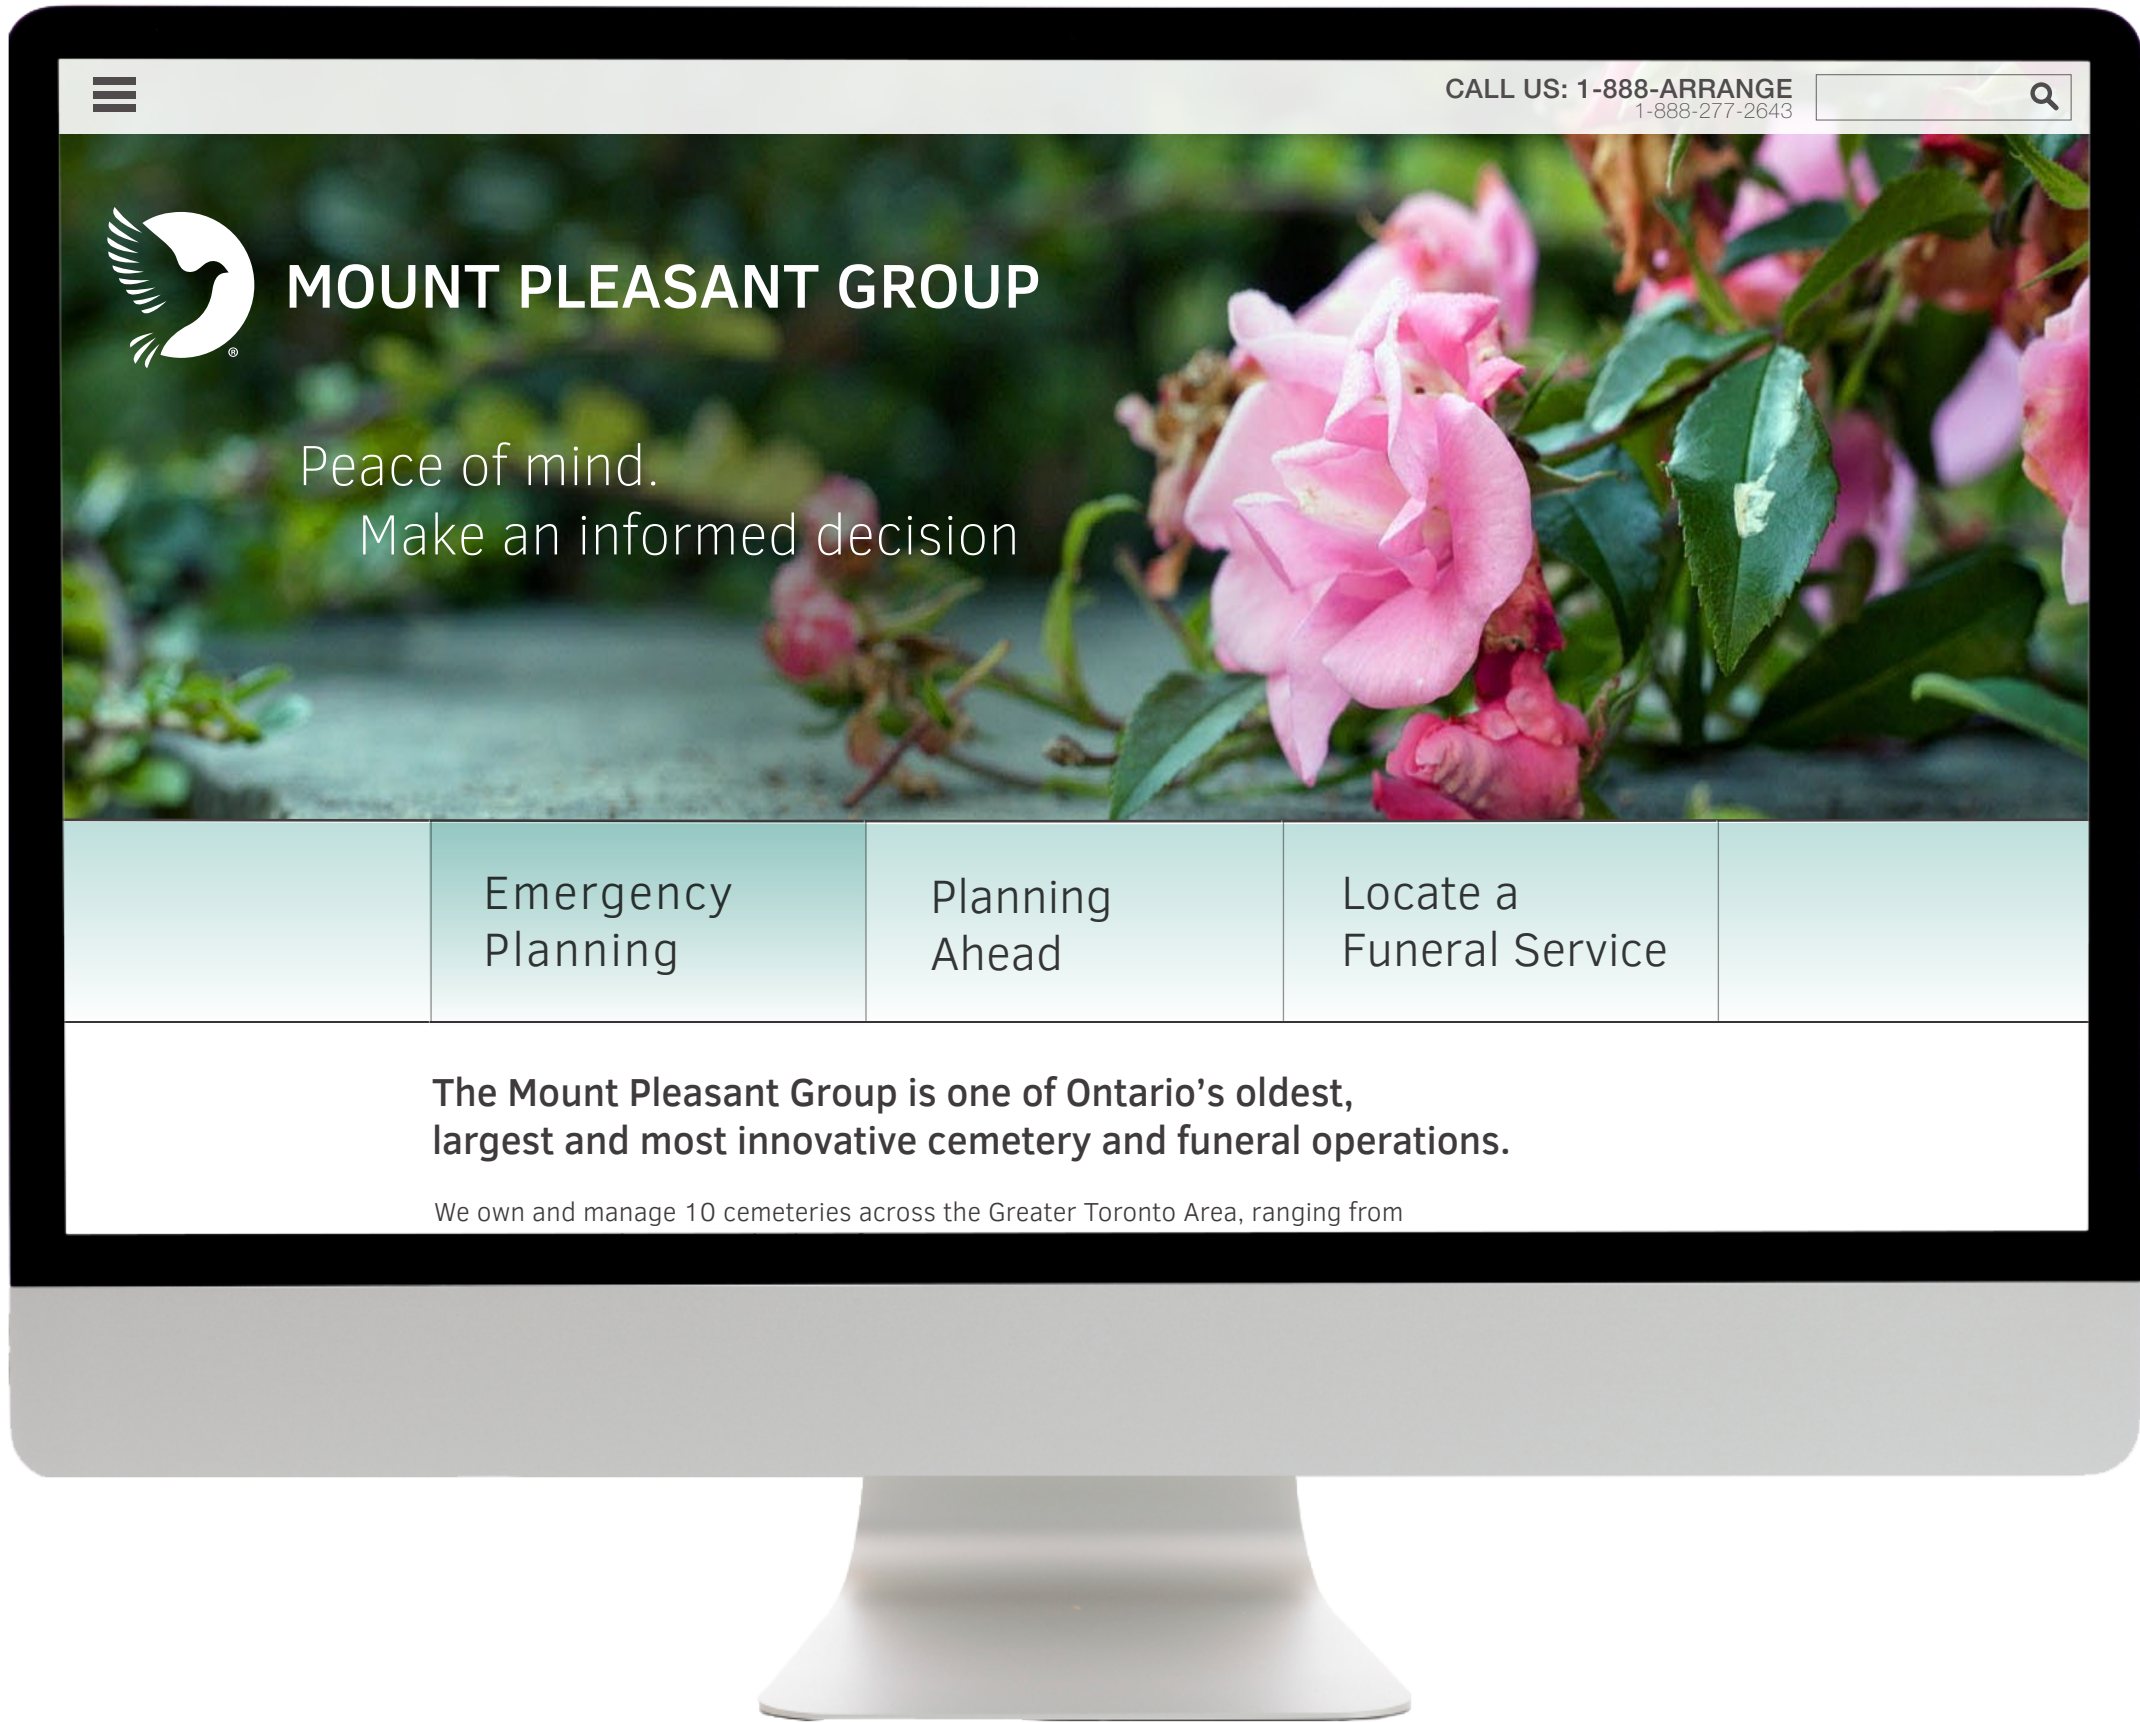 CALL US: 1-888-ARRANGE
1-888-277-2643
MOUNT PLEASANT GROUP
®
Peace of mind.
Make an informed decision
Emergency
Planning
Planning
Ahead
Locate a
Funeral Service
The Mount Pleasant Group is one of Ontario’s oldest,
largest and most innovative cemetery and funeral operations.
We own and manage 10 cemeteries across the Greater Toronto Area, ranging from